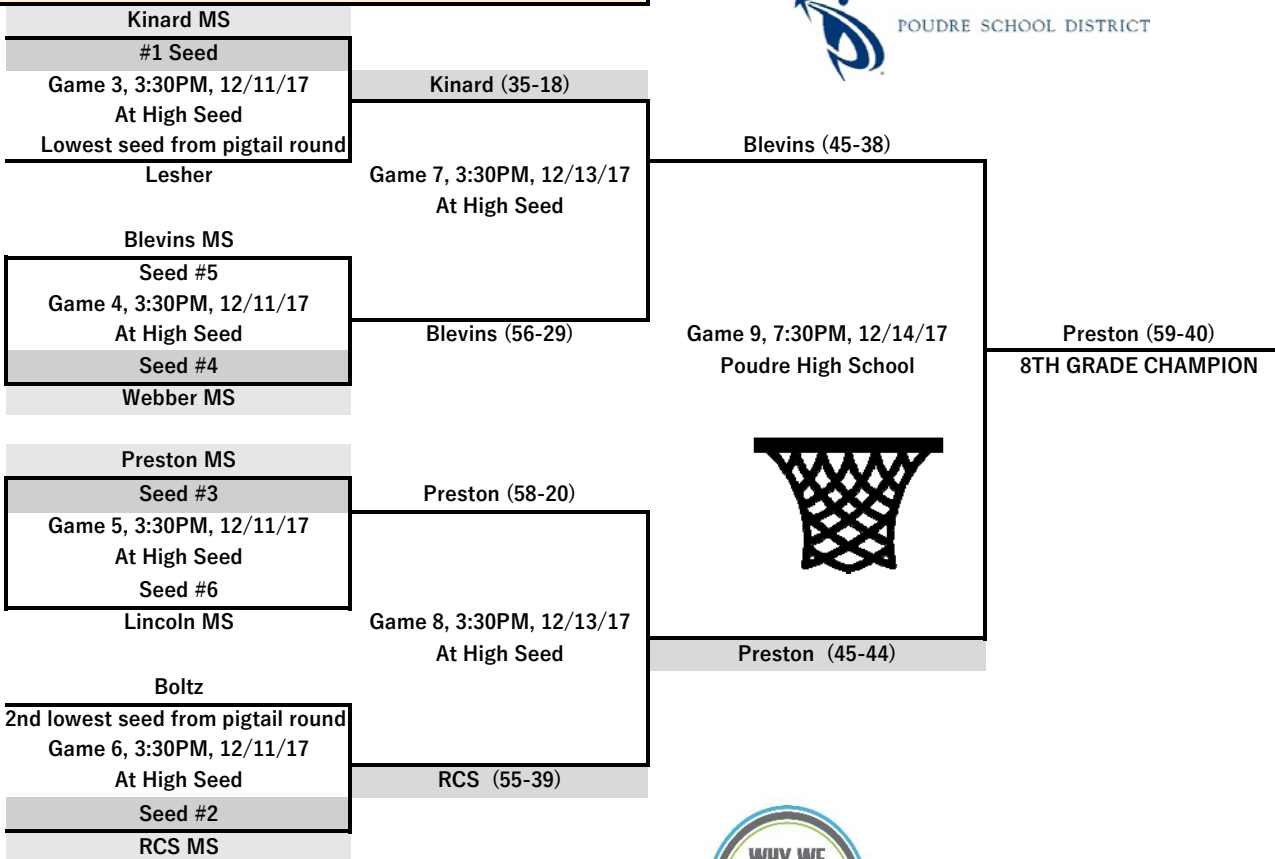 POUDRE SCHOOL DISTRICT
Kinard MS
#1 Seed
Game 3, 3:30PM, 12/11/17
At High Seed
Lowest seed from pigtail round
Lesher
Kinard (35-18)
Game 7, 3:30PM, 12/13/17
At High Seed
Blevins MS
Seed #5
Game 4, 3:30PM, 12/11/17
At High Seed
Seed #4
Webber MS
Blevins (56-29)
Blevins (45-38)
Game 9, 7:30PM, 12/14/17
Poudre High School
Preston (59-40)
8TH GRADE CHAMPION
Preston MS
Seed #3
Game 5, 3:30PM, 12/11/17
At High Seed
Seed #6
Lincoln MS
Preston (58-20)
Game 8, 3:30PM, 12/13/17
At High Seed
Preston (45-44)
Boltz
2nd lowest seed from pigtail round
Game 6, 3:30PM, 12/11/17
At High Seed
Seed #2
RCS MS
RCS (55-39)
WHY WE